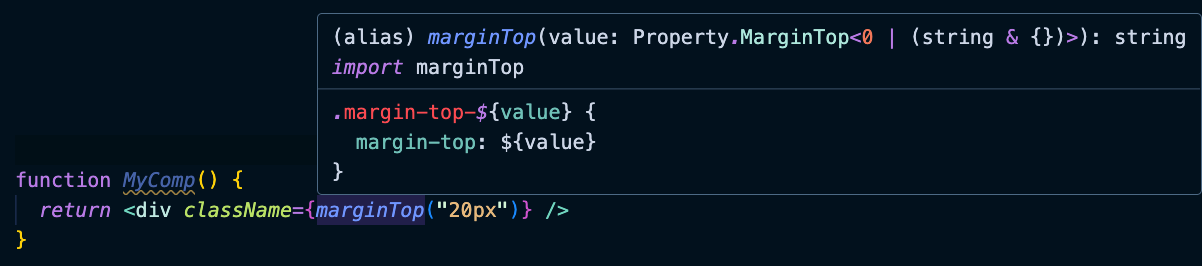 (alias) marginTop(value: Property.MarginTop<0 | (string & {})>): string
import marginTop
.margin-top-${value} {
  margin-top: ${value}
}
function MyComp() {
  return <div className={marginTop("20px")} />
}